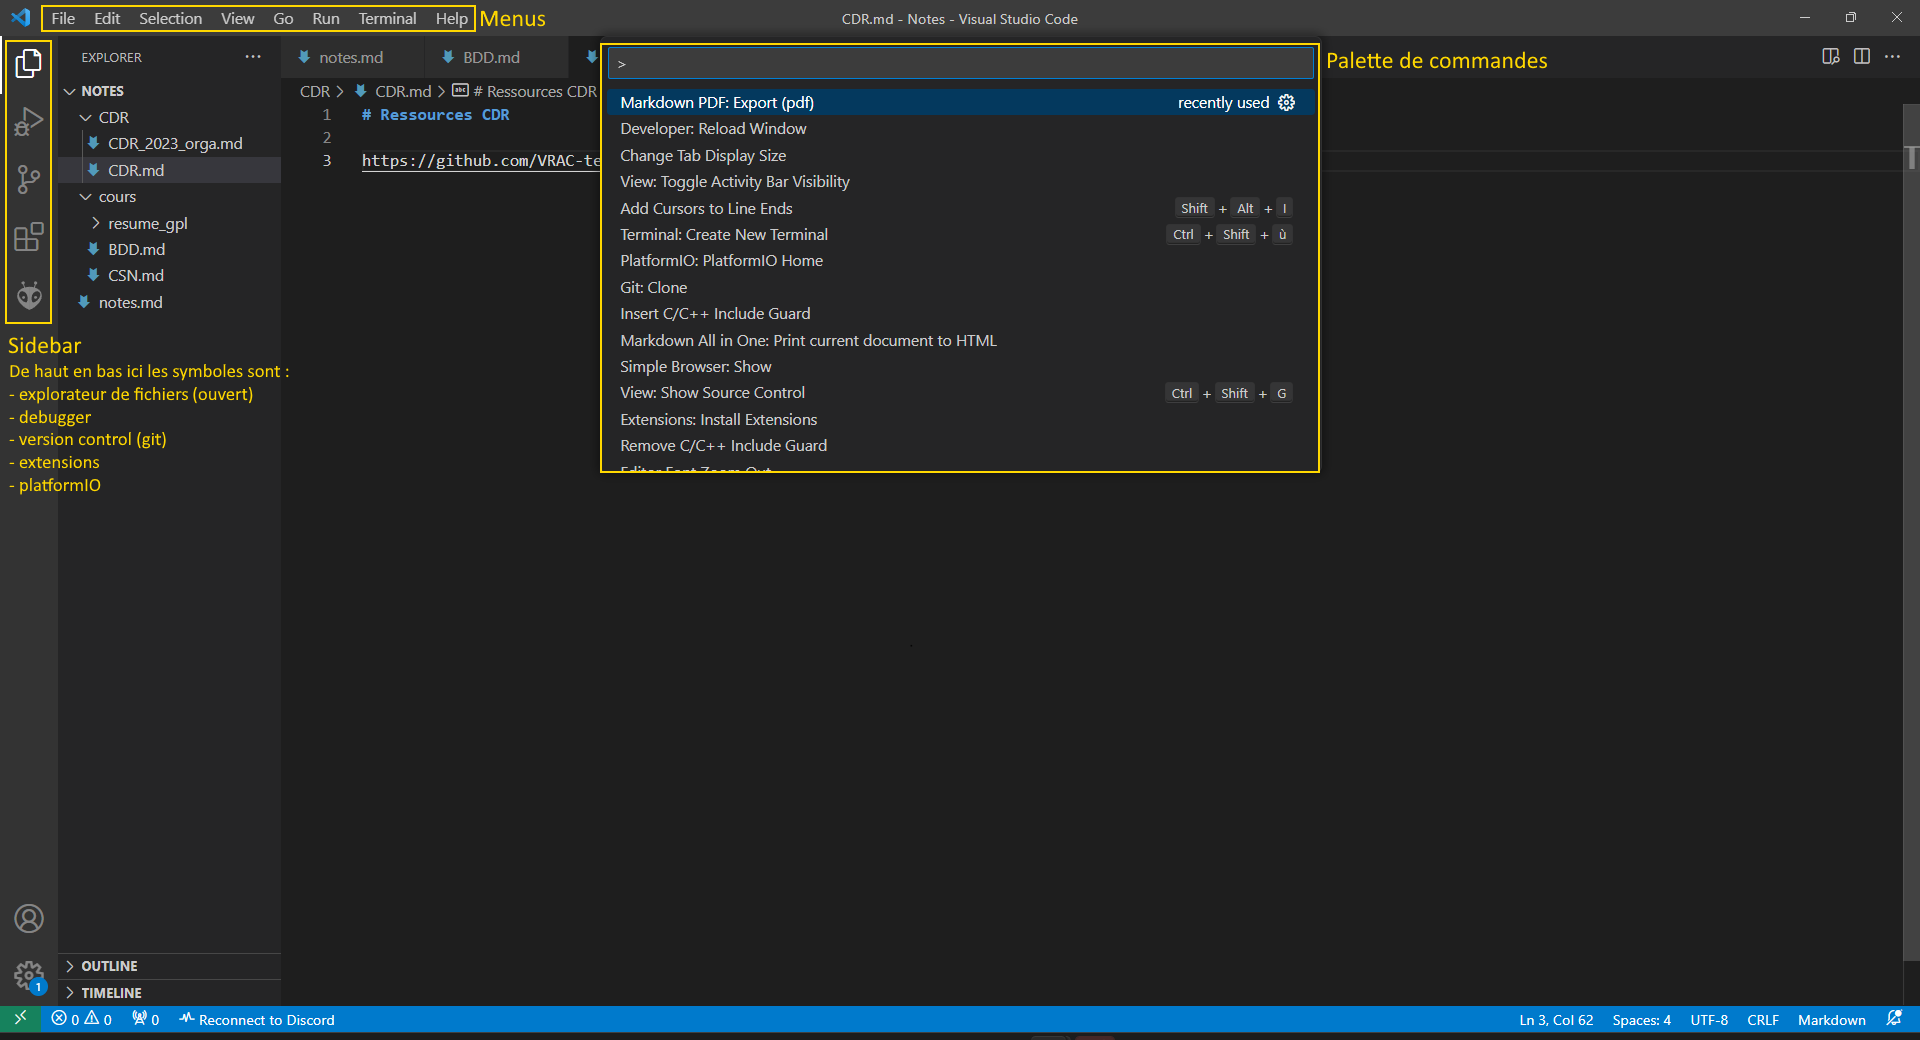 File Edit Selection View Go Run Terminal Help Menus
CDR.md - Notes - Visual Studio Code
EXPLORER
NOTES
CDR
CDR_2023_orga.md
CDR.md
cours
resume_gpl
BDD.md
CSN.md
notes.md
Sidebar
De haut en bas ici les symboles sont :
- explorateur de fichiers (ouvert)
- debugger
- version control (git)
- extensions
- platformIO
OUTLINE
TIMELINE
notes.md BDD.md
CDR > CDR.md > # Ressources CDR
1 # Ressources CDR
2
3 https://github.com/VRAC-te
>
Palette de commandes
Markdown PDF: Export (pdf) recently used
Developer: Reload Window
Change Tab Display Size
View: Toggle Activity Bar Visibility
Add Cursors to Line Ends Shift + Alt + I
Terminal: Create New Terminal Ctrl + Shift + ù
PlatformIO: PlatformIO Home
Git: Clone
Insert C/C++ Include Guard
Markdown All in One: Print current document to HTML
Simple Browser: Show
View: Show Source Control Ctrl + Shift + G
Extensions: Install Extensions
Remove C/C++ Include Guard
Editor Font Zoom Out
1
0 0 0 Reconnect to Discord Ln 3, Col 62 Spaces: 4 UTF-8 CRLF Markdown